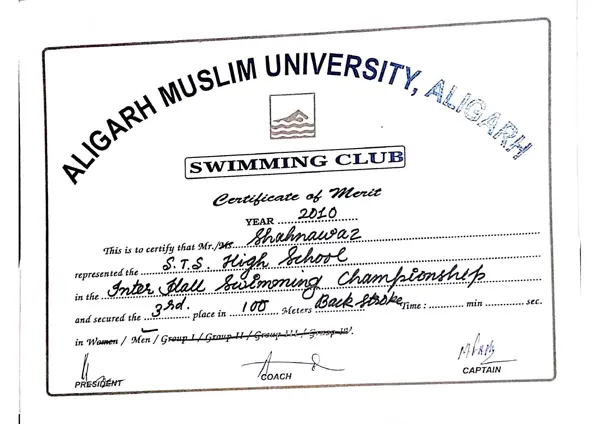 ALIGARH MUSLIM UNIVERSITY, ALIGARH
SWIMMING CLUB
Certificate of Merit
YEAR 2010
This is to certify that Mr./Ms. Shahnawaz
represented the S.T.S. High School
in the Inter Hall Swimming Championship
and secured the 3rd. place in 100 Meters Back Stroke Time : min sec.
in Women / Men / Group I / Group II / Group III / Group IV.
PRESIDENT
COACH
CAPTAIN